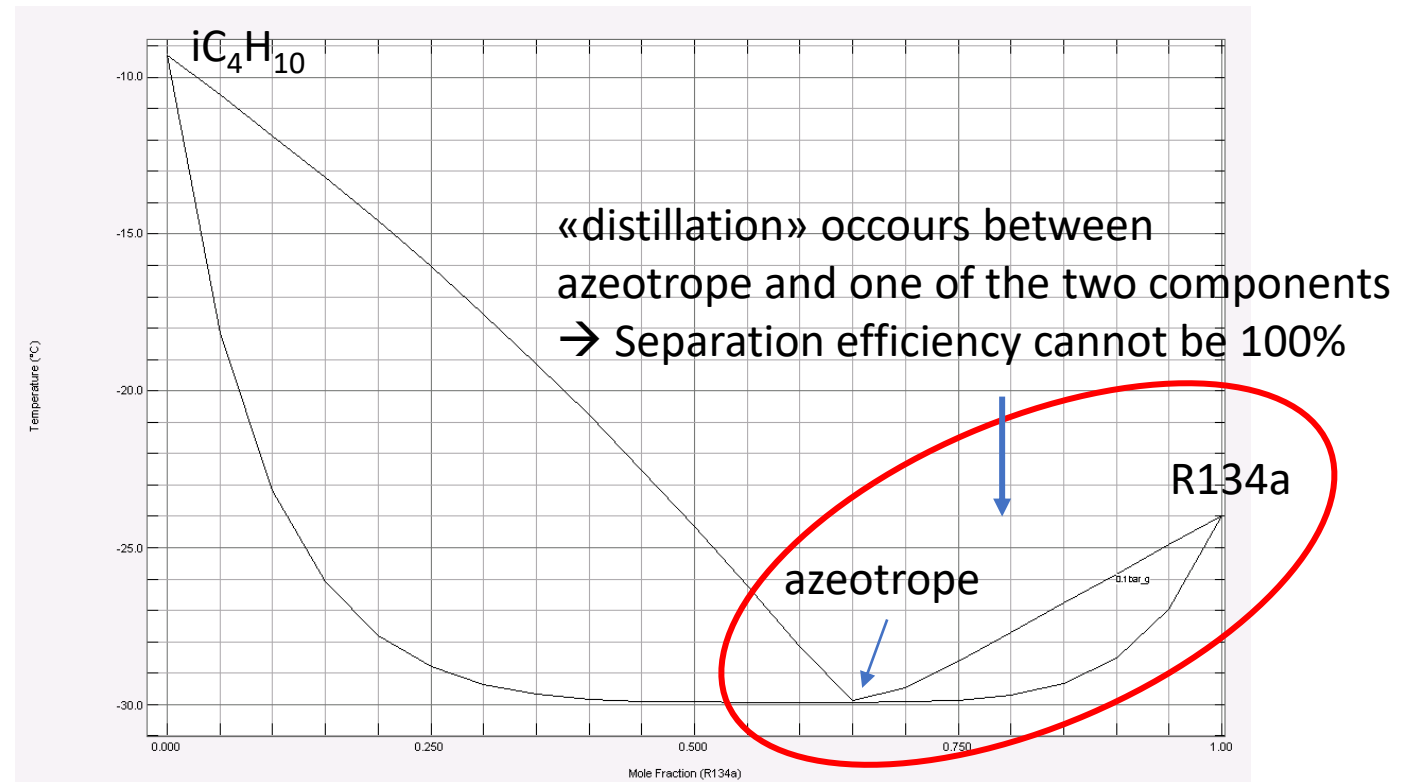 iC4H10
-10.0
-15.0
«distillation» occours between
azeotrope and one of the two components
→ Separation efficiency cannot be 100%
Temperature (°C)
-20.0
R134a
-25.0
azeotrope
0.1 bar_g
-30.0
0.000 0.250 0.500 0.750 1.00
Mole Fraction (R134a)